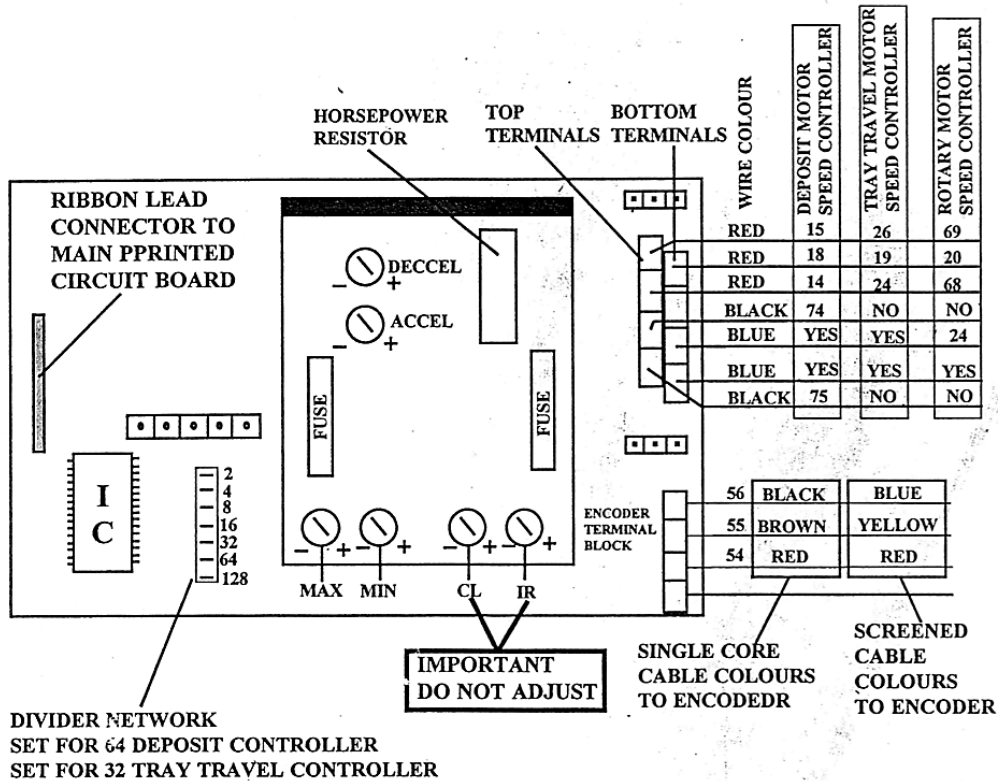 HORSEPOWER
RESISTOR
TOP
TERMINALS
BOTTOM
TERMINALS
WIRE COLOUR
DEPOSIT MOTOR
SPEED CONTROLLER
TRAY TRAVEL MOTOR
SPEED CONTROLLER
ROTARY MOTOR
SPEED CONTROLLER
RIBBON LEAD
CONNECTOR TO
MAIN PPRINTED
CIRCUIT BOARD
RED 15 26 69
RED 18 19 20
RED 14 24 68
BLACK 74 NO NO
BLUE YES YES 24
BLUE YES YES YES
BLACK 75 NO NO
DECCEL
- +
ACCEL
- +
FUSE
FUSE
I
C
2
4
8
16
32
64
128
- + - + - + - +
MAX MIN CL IR
ENCODER
TERMINAL
BLOCK
56 BLACK BLUE
55 BROWN YELLOW
54 RED RED
IMPORTANT
DO NOT ADJUST
SINGLE CORE
CABLE COLOURS
TO ENCODEDR
SCREENED
CABLE
COLOURS
TO ENCODER
DIVIDER NETWORK
SET FOR 64 DEPOSIT CONTROLLER
SET FOR 32 TRAY TRAVEL CONTROLLER